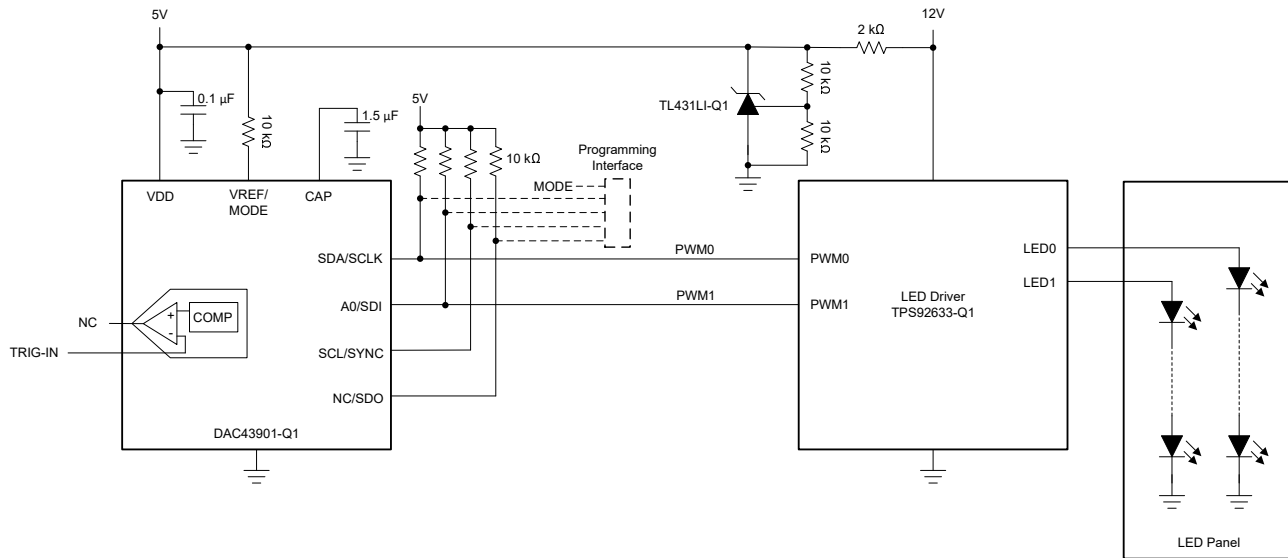 5V
12V
2 kΩ
0.1 µF
10 kΩ
1.5 µF
5V
10 kΩ
Programming
Interface
MODE
TL431LI-Q1
10 kΩ
10 kΩ
VDD
VREF/
MODE
CAP
SDA/SCLK
PWM0
PWM0
LED0
A0/SDI
PWM1
PWM1
LED1
LED Driver
TPS92633-Q1
NC
+
-
COMP
TRIG-IN
SCL/SYNC
NC/SDO
DAC43901-Q1
LED Panel